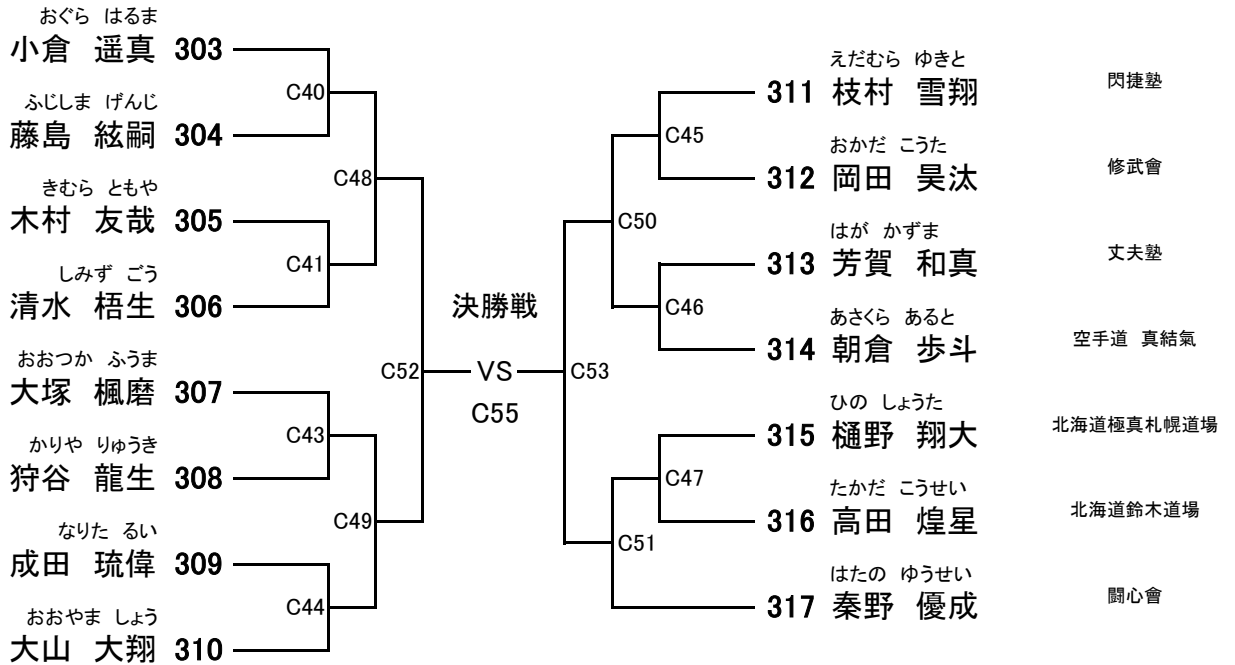 おぐら はるま
小倉 遥真 303
C40
ふじしま げんじ
藤島 絃嗣 304
C48
きむら ともや
木村 友哉 305
C41
しみず ごう
清水 梧生 306
おおつか ふうま
大塚 楓磨 307
C52
C43
かりや りゅうき
狩谷 龍生 308
C49
なりた るい
成田 琉偉 309
C44
おおやま しょう
大山 大翔 310
決勝戦
VS
C55
えだむら ゆきと
311 枝村 雪翔 閃捷塾
C45
おかだ こうた
312 岡田 昊汰 修武會
C50
はが かずま
313 芳賀 和真 丈夫塾
C46
あさくら あると
314 朝倉 歩斗 空手道 真結氣
C53
ひの しょうた
315 樋野 翔大 北海道極真札幌道場
C47
たかだ こうせい
316 高田 煌星 北海道鈴木道場
C51
はたの ゆうせい
317 秦野 優成 闘心會